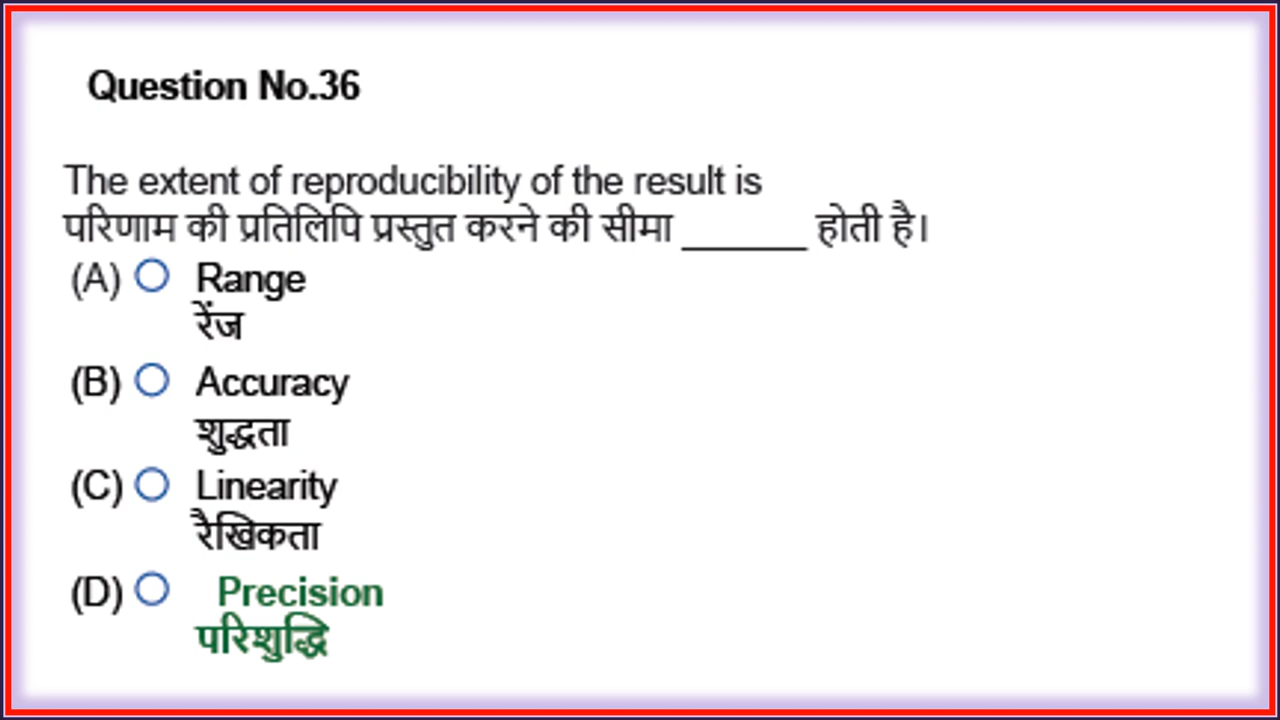 Question No.36
The extent of reproducibility of the result is
परिणाम की प्रतिलिपि प्रस्तुत करने की सीमा ______ होती है।
(A) Range
रेंज
(B) Accuracy
शुद्धता
(C) Linearity
रैखिकता
(D) Precision
परिशुद्धि